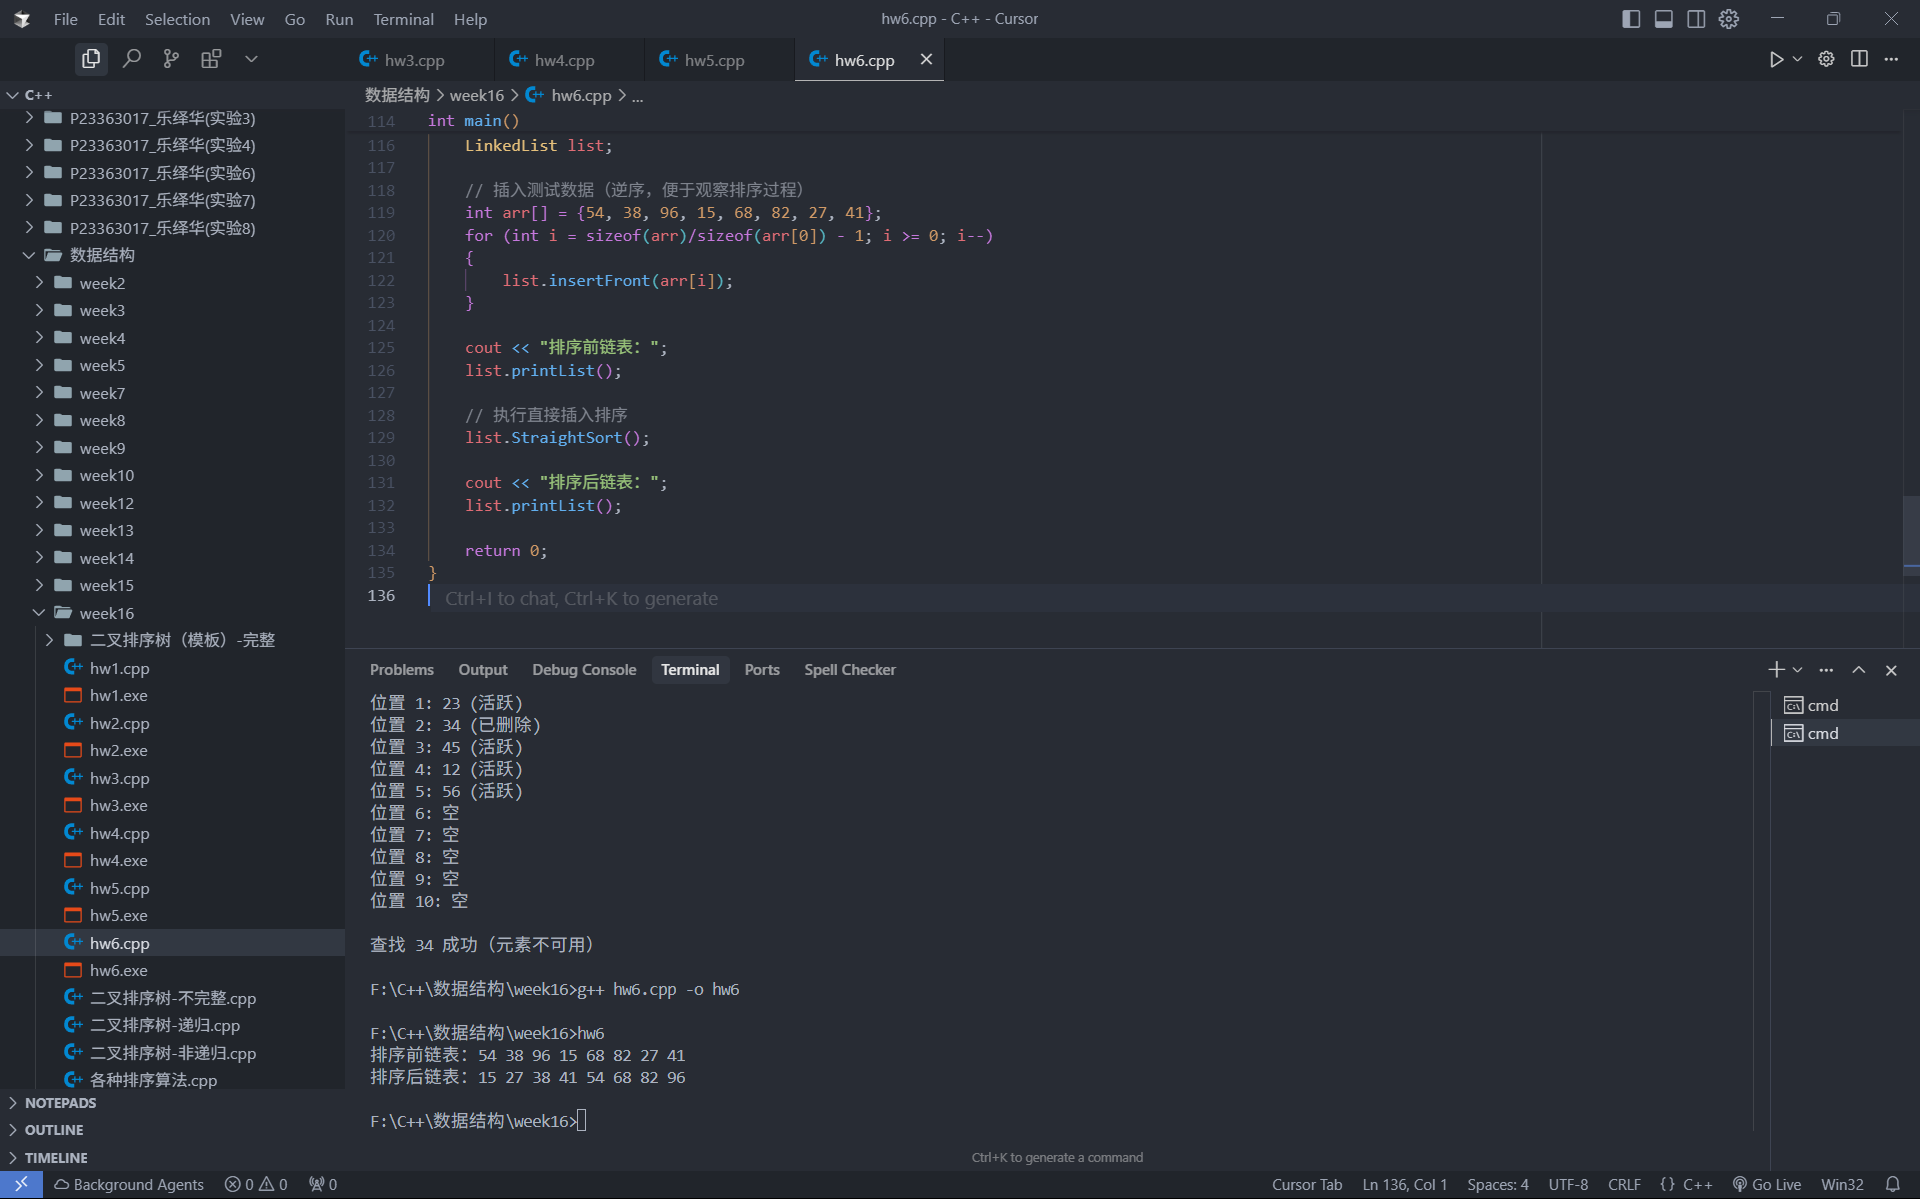 File Edit Selection View Go Run Terminal Help
hw6.cpp - C++ - Cursor
hw3.cpp
hw4.cpp
hw5.cpp
hw6.cpp
C++
P23363017_乐绎华(实验3)
P23363017_乐绎华(实验4)
P23363017_乐绎华(实验6)
P23363017_乐绎华(实验7)
P23363017_乐绎华(实验8)
数据结构
week2
week3
week4
week5
week7
week8
week9
week10
week12
week13
week14
week15
week16
二叉排序树（模板）-完整
hw1.cpp
hw1.exe
hw2.cpp
hw2.exe
hw3.cpp
hw3.exe
hw4.cpp
hw4.exe
hw5.cpp
hw5.exe
hw6.cpp
hw6.exe
二叉排序树-不完整.cpp
二叉排序树-递归.cpp
二叉排序树-非递归.cpp
各种排序算法.cpp
NOTEPADS
OUTLINE
TIMELINE
数据结构 > week16 > hw6.cpp > ...
114 int main()
116 LinkedList list;
117
118 // 插入测试数据（逆序，便于观察排序过程）
119 int arr[] = {54, 38, 96, 15, 68, 82, 27, 41};
120 for (int i = sizeof(arr)/sizeof(arr[0]) - 1; i >= 0; i--)
121 {
122 list.insertFront(arr[i]);
123 }
124
125 cout << "排序前链表: ";
126 list.printList();
127
128 // 执行直接插入排序
129 list.StraightSort();
130
131 cout << "排序后链表: ";
132 list.printList();
133
134 return 0;
135 }
136 Ctrl+I to chat, Ctrl+K to generate
Problems Output Debug Console Terminal Ports Spell Checker
位置 1: 23 (活跃)
位置 2: 34 (已删除)
位置 3: 45 (活跃)
位置 4: 12 (活跃)
位置 5: 56 (活跃)
位置 6: 空
位置 7: 空
位置 8: 空
位置 9: 空
位置 10: 空
查找 34 成功（元素不可用）
F:\C++\数据结构\week16>g++ hw6.cpp -o hw6
F:\C++\数据结构\week16>hw6
排序前链表: 54 38 96 15 68 82 27 41
排序后链表: 15 27 38 41 54 68 82 96
F:\C++\数据结构\week16>
cmd
cmd
Ctrl+K to generate a command
Background Agents 0 0 0
Cursor Tab Ln 136, Col 1 Spaces: 4 UTF-8 CRLF {} C++ Go Live Win32